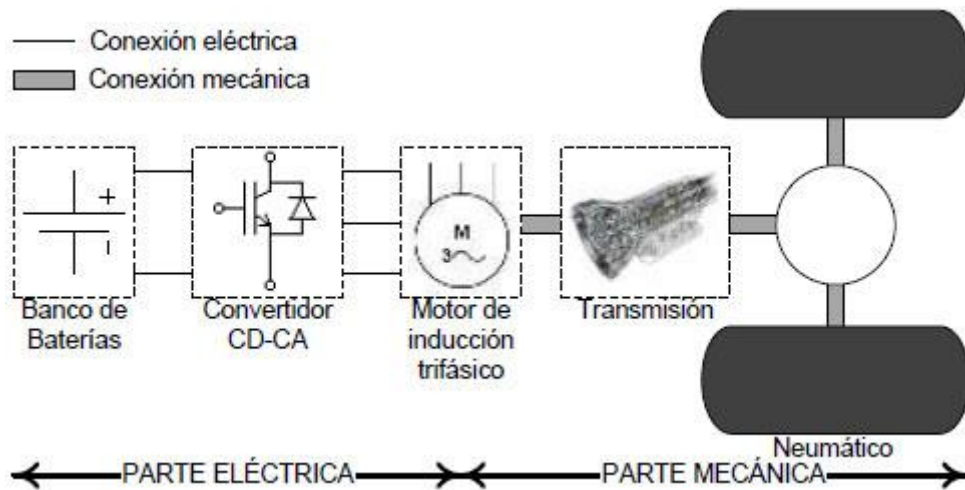 Conexión eléctrica
Conexión mecánica
+
M
3
Banco de
Baterías
Convertidor
CD-CA
Motor de
inducción
trifásico
Transmisión
Neumático
PARTE ELÉCTRICA
PARTE MECÁNICA